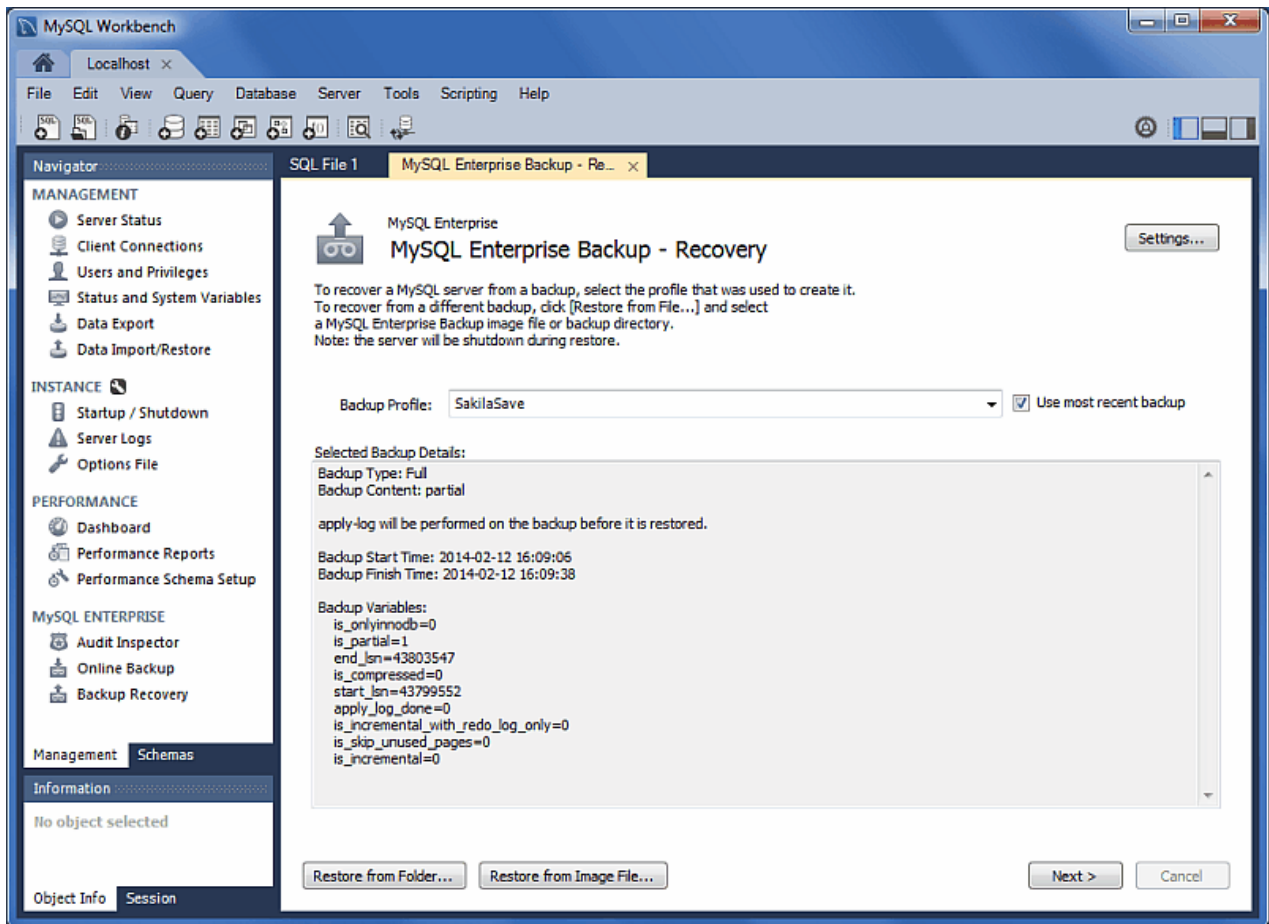 MySQL Workbench
Localhost
File Edit View Query Database Server Tools Scripting Help
Navigator
MANAGEMENT
Server Status
Client Connections
Users and Privileges
Status and System Variables
Data Export
Data Import/Restore
INSTANCE
Startup / Shutdown
Server Logs
Options File
PERFORMANCE
Dashboard
Performance Reports
Performance Schema Setup
MySQL ENTERPRISE
Audit Inspector
Online Backup
Backup Recovery
Management Schemas
Information
No object selected
Object Info Session
SQL File 1 MySQL Enterprise Backup - Re...
MySQL Enterprise
MySQL Enterprise Backup - Recovery
Settings...
To recover a MySQL server from a backup, select the profile that was used to create it.
To recover from a different backup, click [Restore from File...] and select
a MySQL Enterprise Backup image file or backup directory.
Note: the server will be shutdown during restore.
Backup Profile: SakilaSave Use most recent backup
Selected Backup Details:
Backup Type: Full
Backup Content: partial
apply-log will be performed on the backup before it is restored.
Backup Start Time: 2014-02-12 16:09:06
Backup Finish Time: 2014-02-12 16:09:38
Backup Variables:
is_onlyinnodb=0
is_partial=1
end_lsn=43803547
is_compressed=0
start_lsn=43799552
apply_log_done=0
is_incremental_with_redo_log_only=0
is_skip_unused_pages=0
is_incremental=0
Restore from Folder... Restore from Image File... Next > Cancel